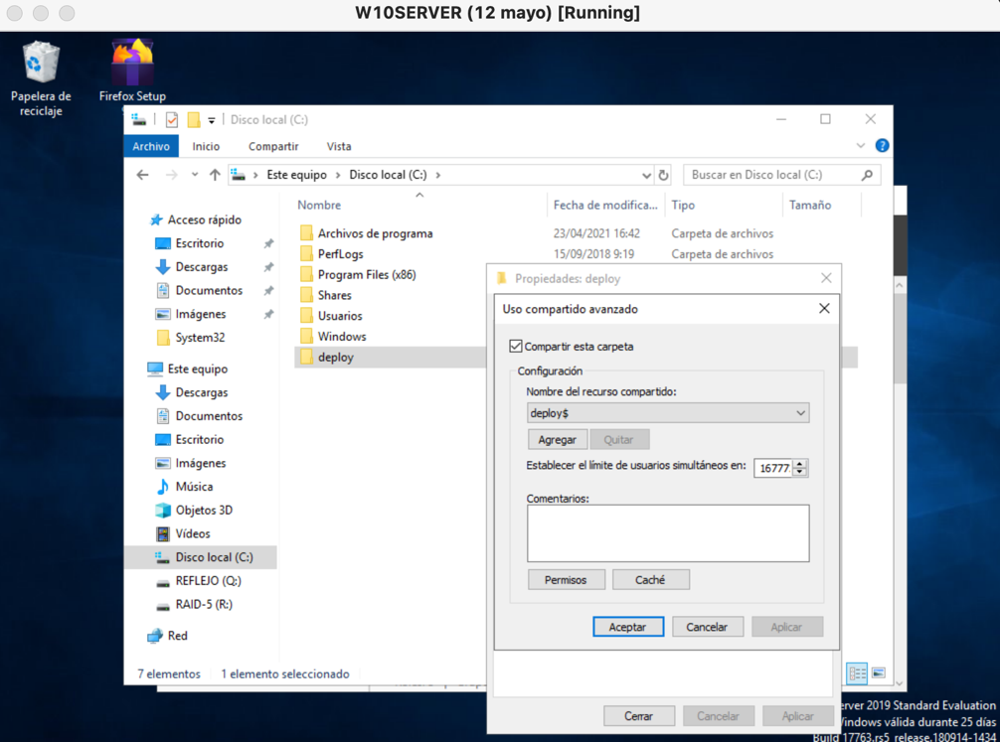 W10SERVER (12 mayo) [Running]
Papelera de
reciclaje
Firefox Setup
Disco local (C:)
Archivo Inicio Compartir Vista
Este equipo > Disco local (C:) >
Buscar en Disco local (C:)
Nombre Fecha de modifica... Tipo Tamaño
Acceso rápido
Escritorio
Descargas
Documentos
Imágenes
System32
Este equipo
Descargas
Documentos
Escritorio
Imágenes
Música
Objetos 3D
Vídeos
Disco local (C:)
REFLEJO (Q:)
RAID-5 (R:)
Red
Archivos de programa 23/04/2021 16:42 Carpeta de archivos
PerfLogs 15/09/2018 9:19 Carpeta de archivos
Program Files (x86)
Shares
Usuarios
Windows
deploy
7 elementos 1 elemento seleccionado
Propiedades: deploy
Uso compartido avanzado
Compartir esta carpeta
Configuración
Nombre del recurso compartido:
deploy$
Agregar Quitar
Establecer el límite de usuarios simultáneos en: 16777
Comentarios:
Permisos Caché
Aceptar Cancelar Aplicar
Cerrar Cancelar Aplicar
erver 2019 Standard Evaluation
indows válida durante 25 días
Build 17763.rs5_release.180914-1434